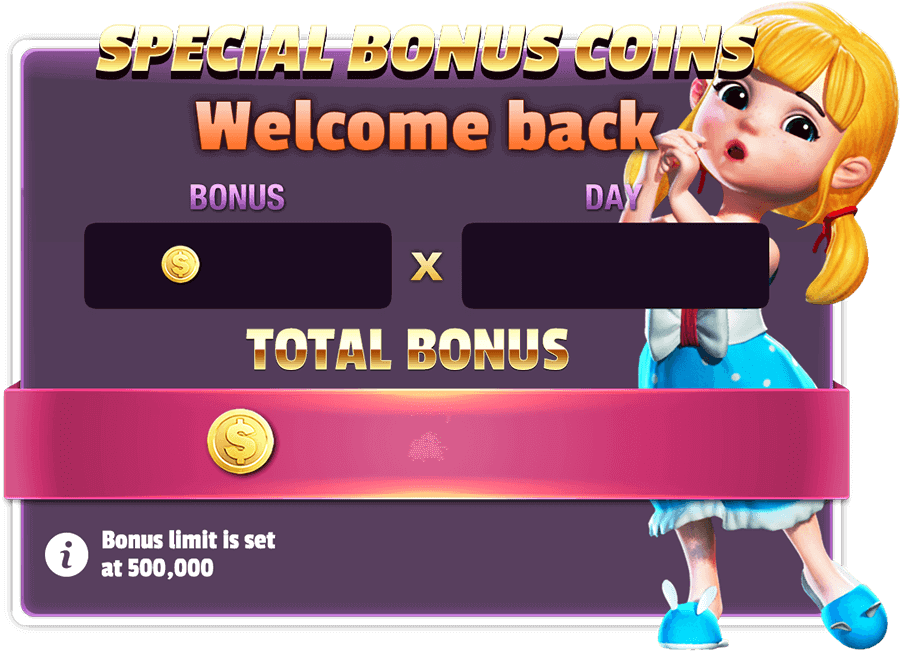 SPECIAL BONUS COINS
Welcome back
BONUS DAY
X
TOTAL BONUS
Bonus limit is set
at 500,000